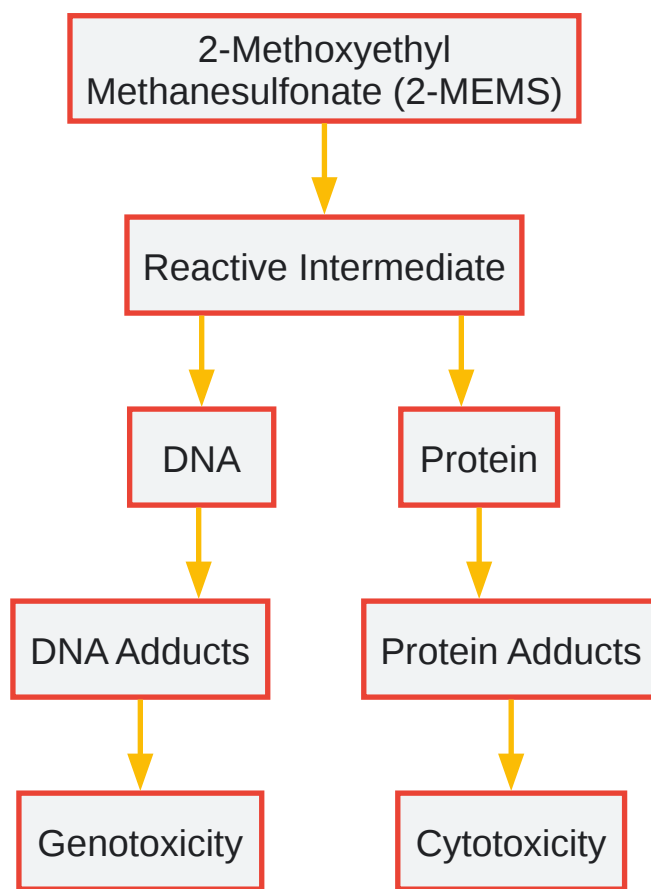 2-Methoxyethyl
Methanesulfonate (2-MEMS)
Reactive Intermediate
DNA
Protein
DNA Adducts
Protein Adducts
Genotoxicity
Cytotoxicity